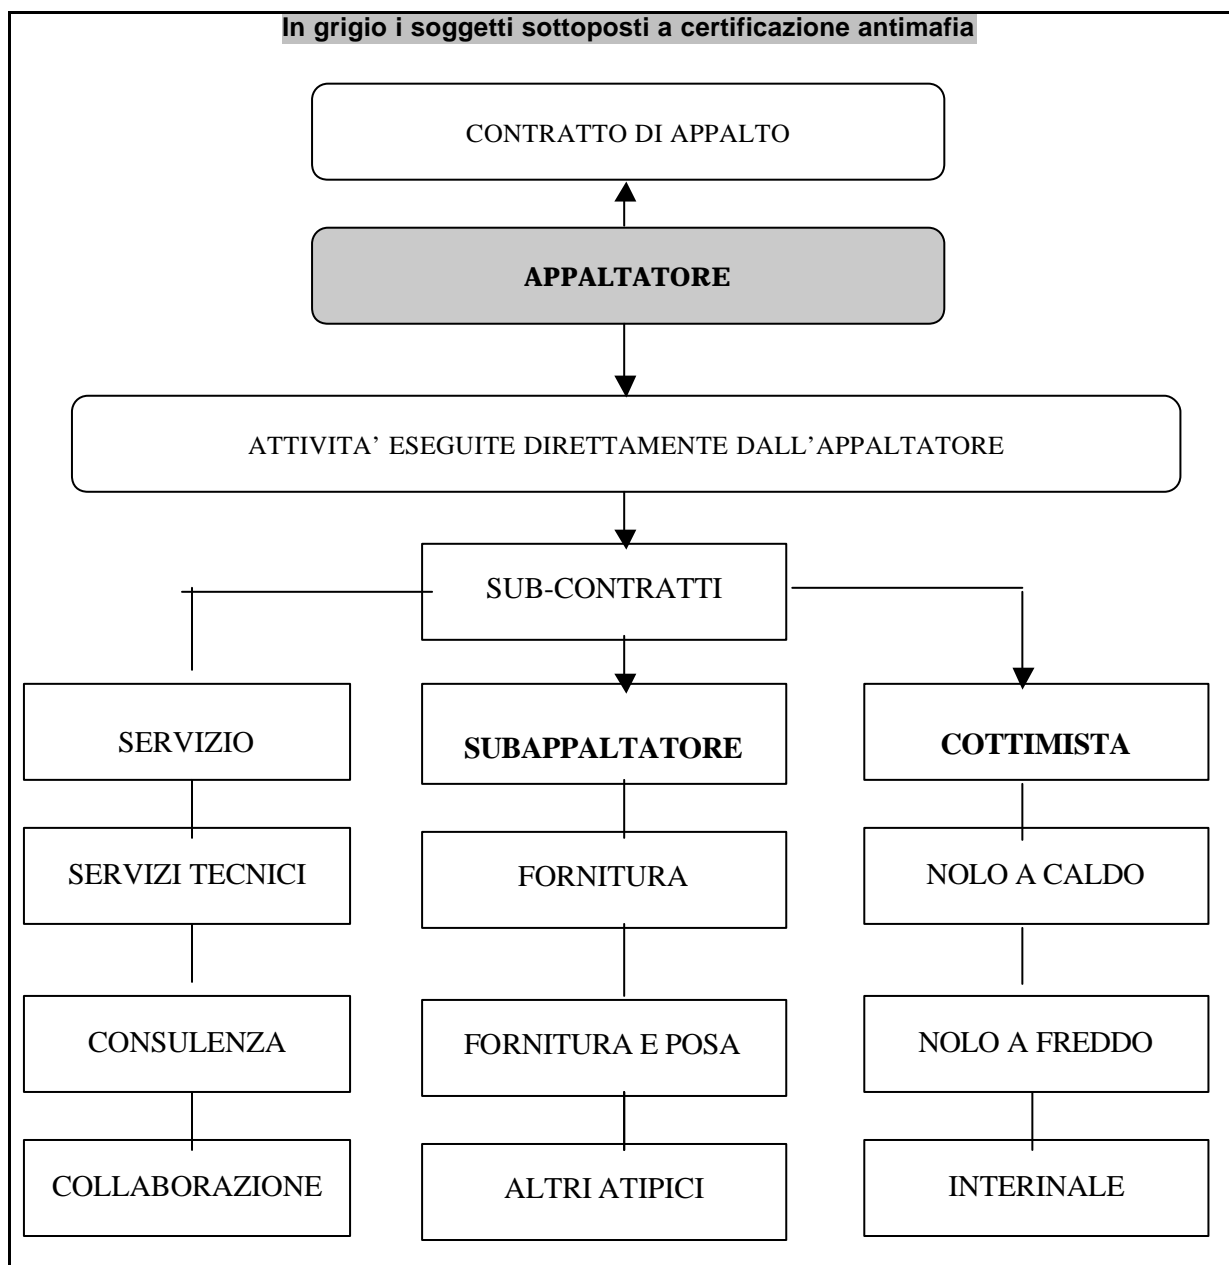 In grigio i soggetti sottoposti a certificazione antimafia
CONTRATTO DI APPALTO
APPALTATORE
ATTIVITA’ ESEGUITE DIRETTAMENTE DALL’APPALTATORE
SUB-CONTRATTI
SERVIZIO
SUBAPPALTATORE
COTTIMISTA
SERVIZI TECNICI
FORNITURA
NOLO A CALDO
CONSULENZA
FORNITURA E POSA
NOLO A FREDDO
COLLABORAZIONE
ALTRI ATIPICI
INTERINALE